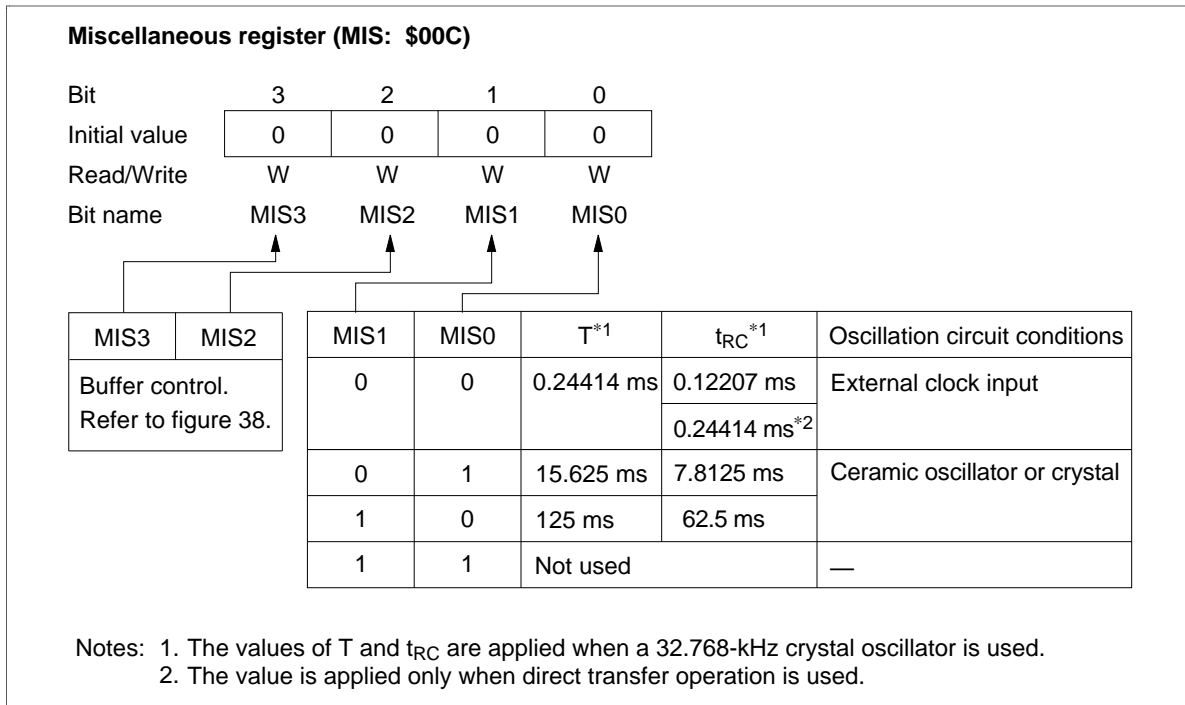 Miscellaneous register (MIS: $00C)
Bit 3 2 1 0
Initial value 0 0 0 0
Read/Write W W W W
Bit name MIS3 MIS2 MIS1 MIS0
MIS3 MIS2
Buffer control.
Refer to figure 38.
MIS1 MIS0 T*1 tRC*1 Oscillation circuit conditions
0 0 0.24414 ms 0.12207 ms External clock input
0.24414 ms*2
0 1 15.625 ms 7.8125 ms Ceramic oscillator or crystal
1 0 125 ms 62.5 ms
1 1 Not used —
Notes: 1. The values of T and tRC are applied when a 32.768-kHz crystal oscillator is used.
2. The value is applied only when direct transfer operation is used.